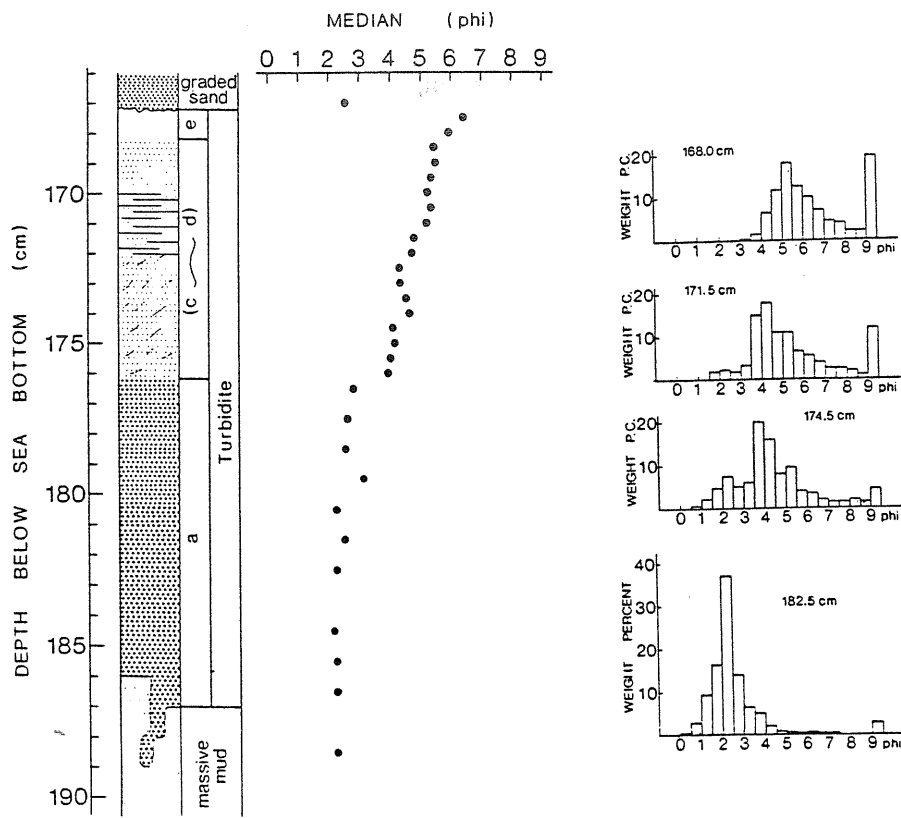 MEDIAN (phi)
0 1 2 3 4 5 6 7 8 9
DEPTH BELOW SEA BOTTOM (cm)
170
175
180
185
190
graded
sand
e
(c ~ d)
a
Turbidite
massive
mud
WEIGHT P.C.
20
10
168.0 cm
0 1 2 3 4 5 6 7 8 9 phi
WEIGHT P.C.
20
10
171.5 cm
0 1 2 3 4 5 6 7 8 9 phi
WEIGHT P.C.
20
10
174.5 cm
0 1 2 3 4 5 6 7 8 9 phi
WEIGHT PERCENT
40
30
20
10
182.5 cm
0 1 2 3 4 5 6 7 8 9 phi